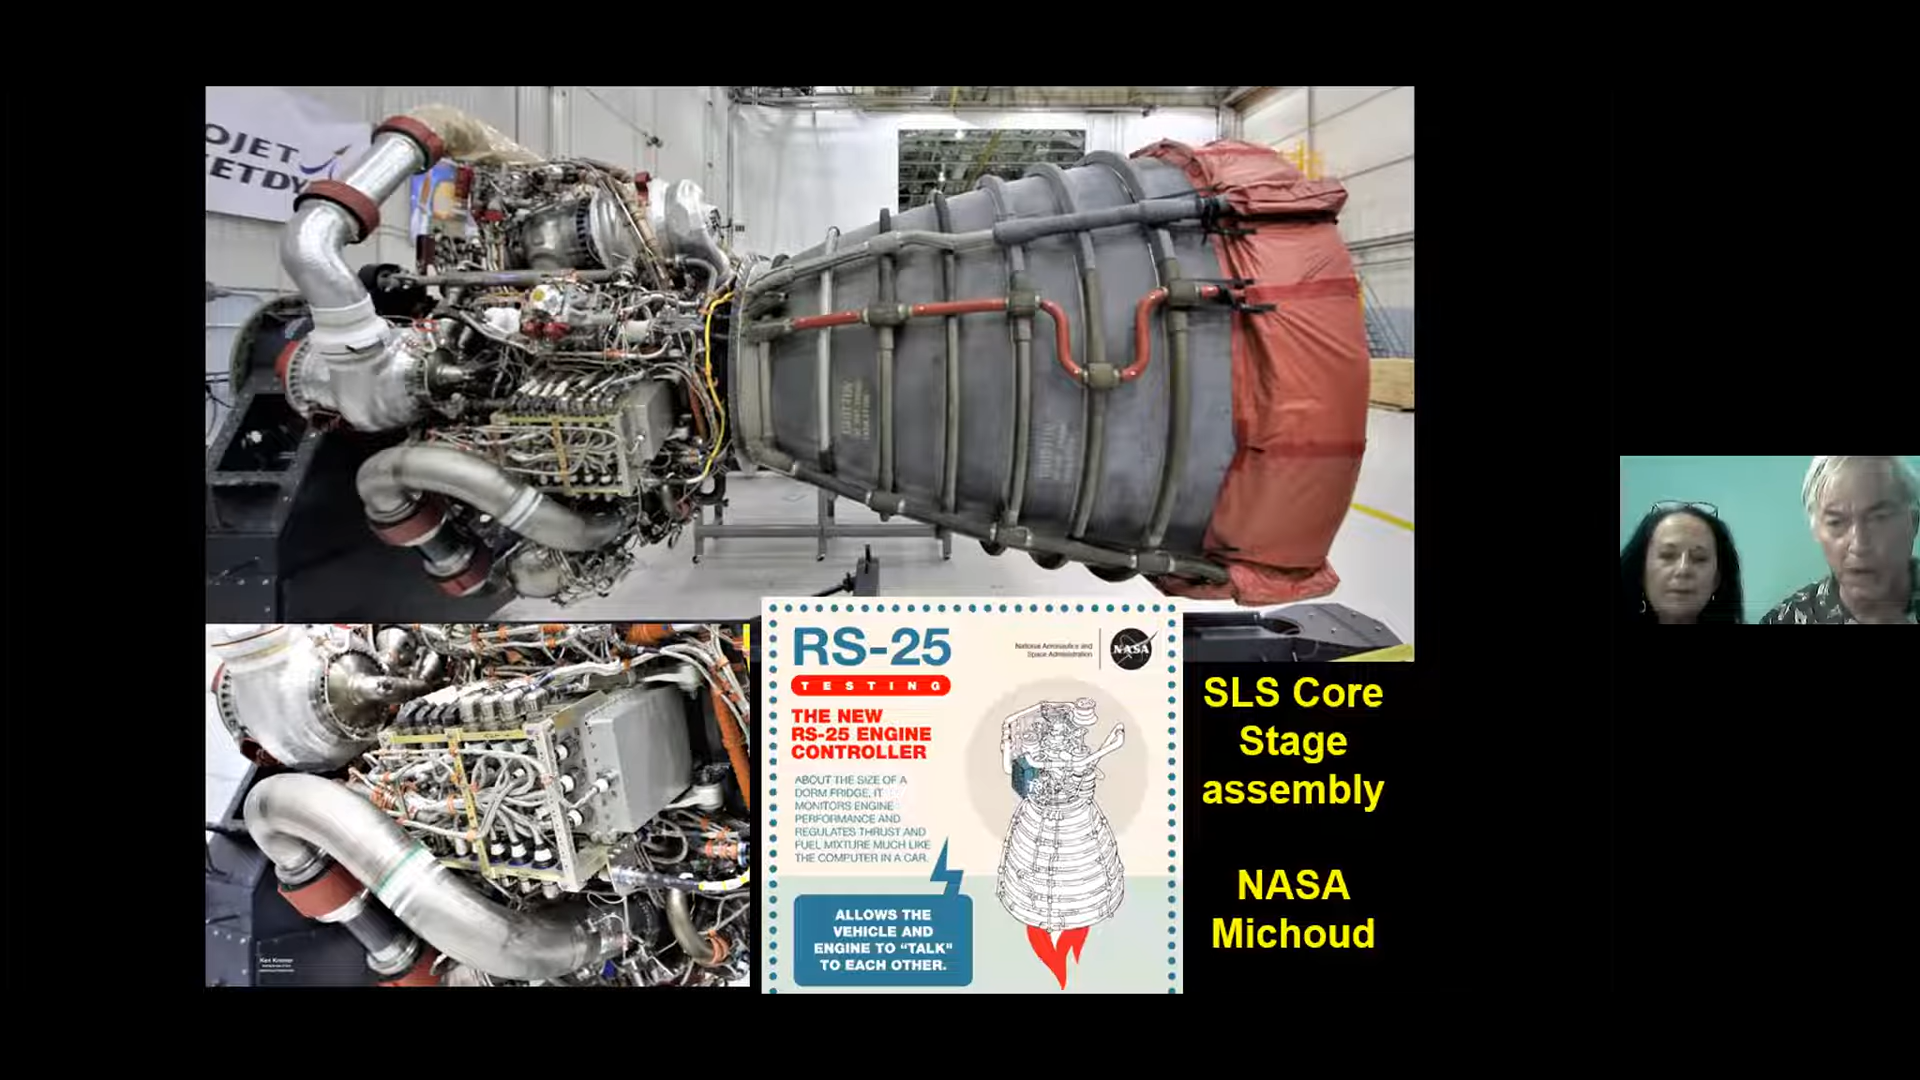 OJET
ETDY
RS-25
TESTING
National Aeronautics and
Space Administration
NASA
THE NEW
RS-25 ENGINE
CONTROLLER
ABOUT THE SIZE OF A
DORM FRIDGE, IT
MONITORS ENGINE
PERFORMANCE AND
REGULATES THRUST AND
FUEL MIXTURE MUCH LIKE
THE COMPUTER IN A CAR.
ALLOWS THE
VEHICLE AND
ENGINE TO “TALK”
TO EACH OTHER.
SLS Core
Stage
assembly
NASA
Michoud
Ken Kremer